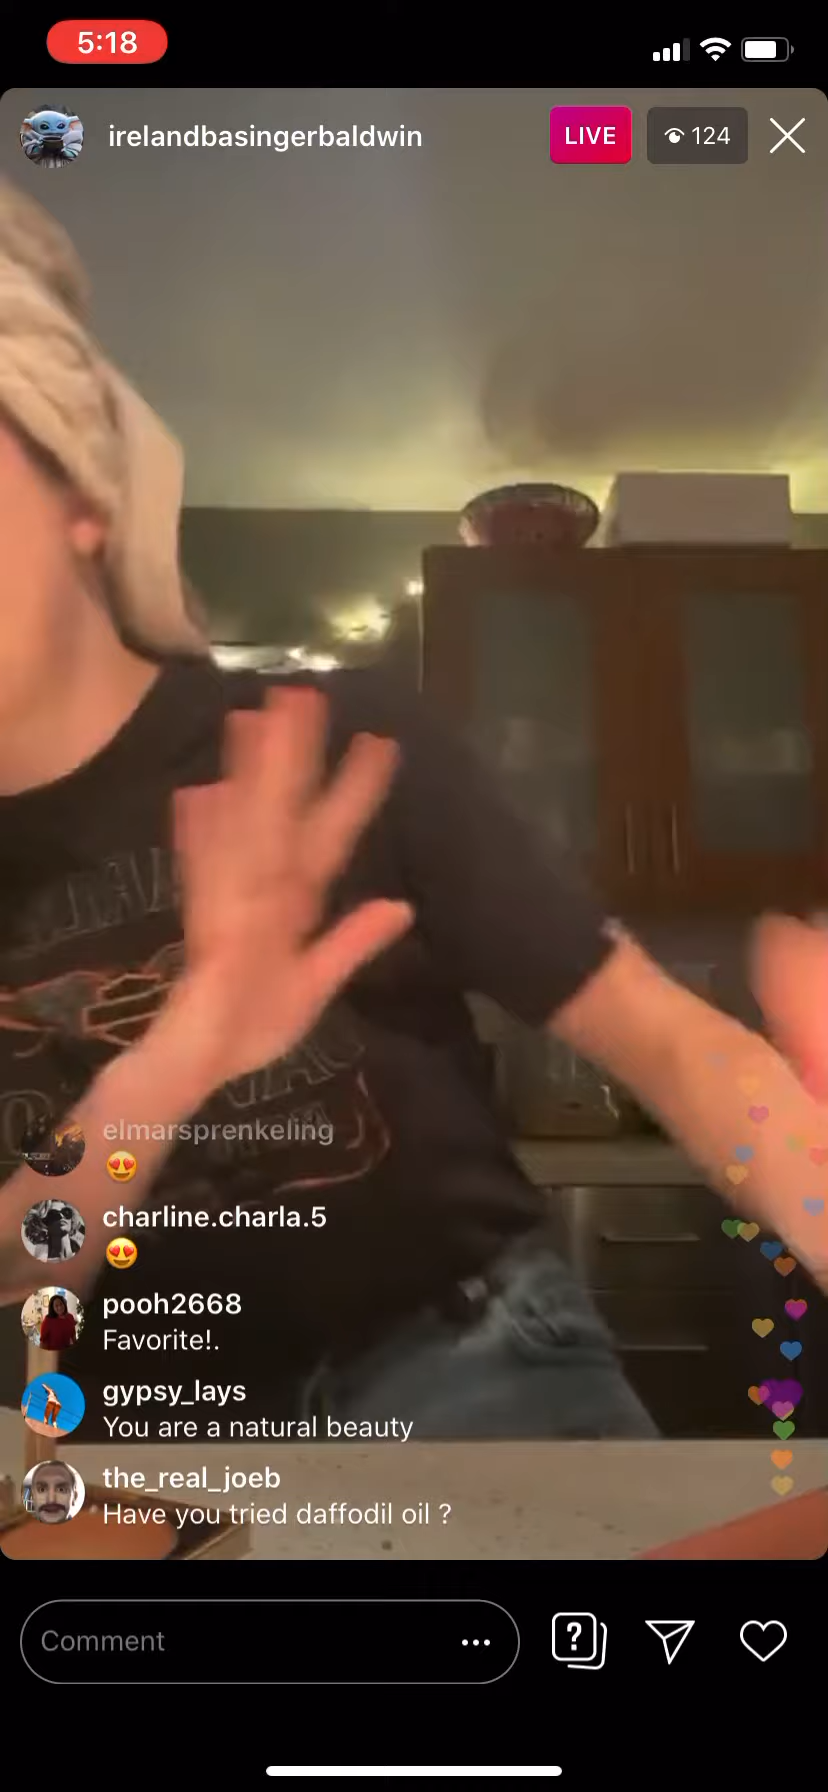 5:18
irelandbasingerbaldwin
LIVE
124
elmarsprenkeling
😍
charline.charla.5
😍
pooh2668
Favorite!.
gypsy_lays
You are a natural beauty
the_real_joeb
Have you tried daffodil oil ?
Comment